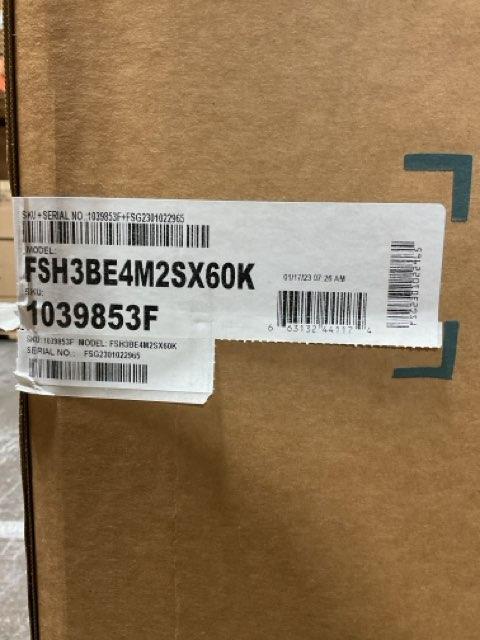 SKU+SERIAL NO.:1039853F+FSG2301022965
MODEL:
FSH3BE4M2SX60K
SKU:
1039853F
01/17/23 07:26 AM
6 63132 44117 4
FSG2301022965
SKU:1039853F MODEL: FSH3BE4M2SX60K
SERIAL NO.: FSG2301022965